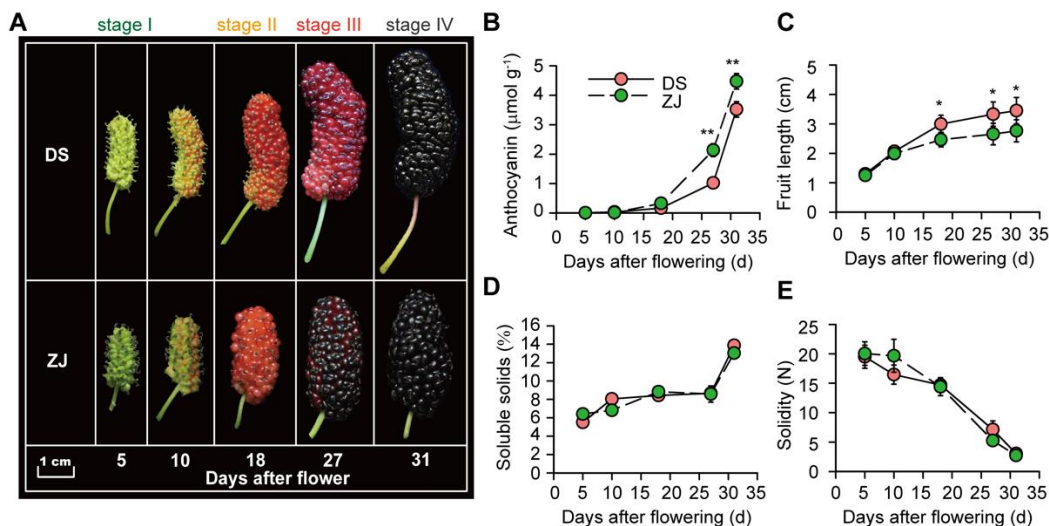 A
stage I
stage II
stage III
stage IV
DS
ZJ
1 cm
5
10
18
27
31
Days after flower
B
Anthocyanin (μmol g⁻¹)
5
4
3
2
1
0
**
**
DS
ZJ
0 5 10 15 20 25 30 35
Days after flowering (d)
C
Fruit length (cm)
5
4
3
2
1
0
*
*
*
0 5 10 15 20 25 30 35
Days after flowering (d)
D
Soluble solids (%)
16
14
12
10
8
6
4
2
0
0 5 10 15 20 25 30 35
Days after flowering (d)
E
Solidity (N)
25
20
15
10
5
0
0 5 10 15 20 25 30 35
Days after flowering (d)